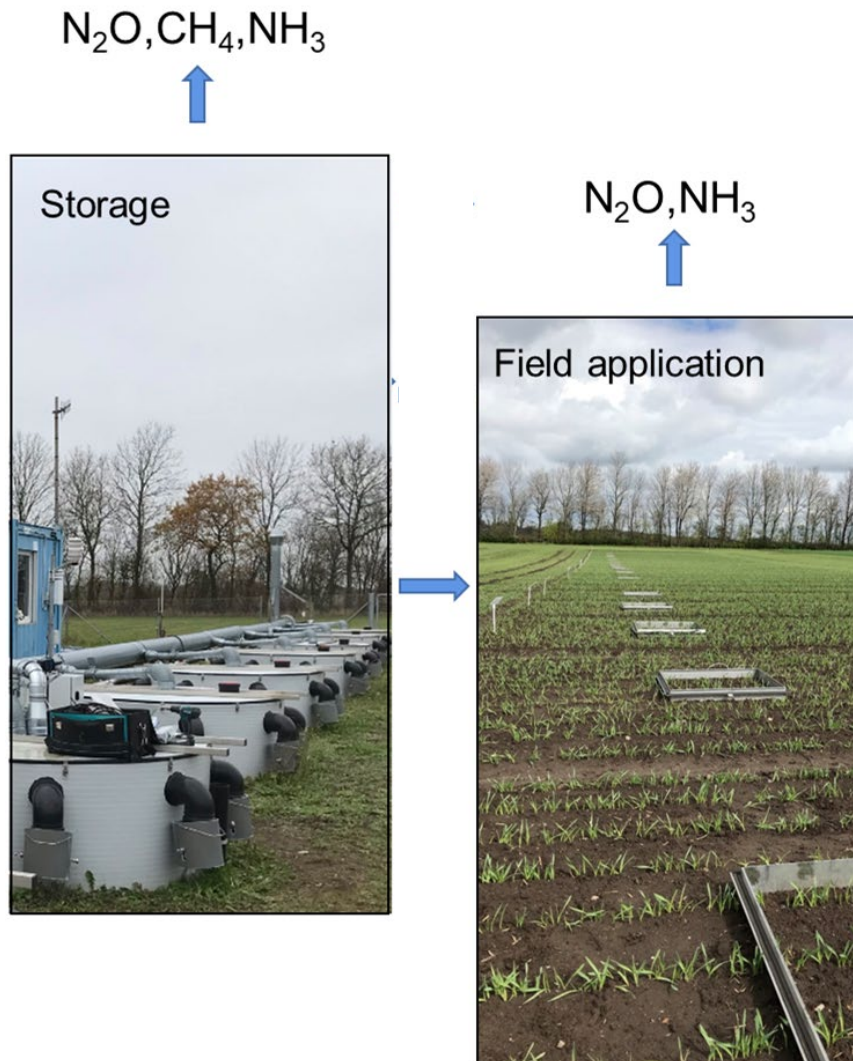 N₂O,CH₄,NH₃
Storage
N₂O,NH₃
Field application